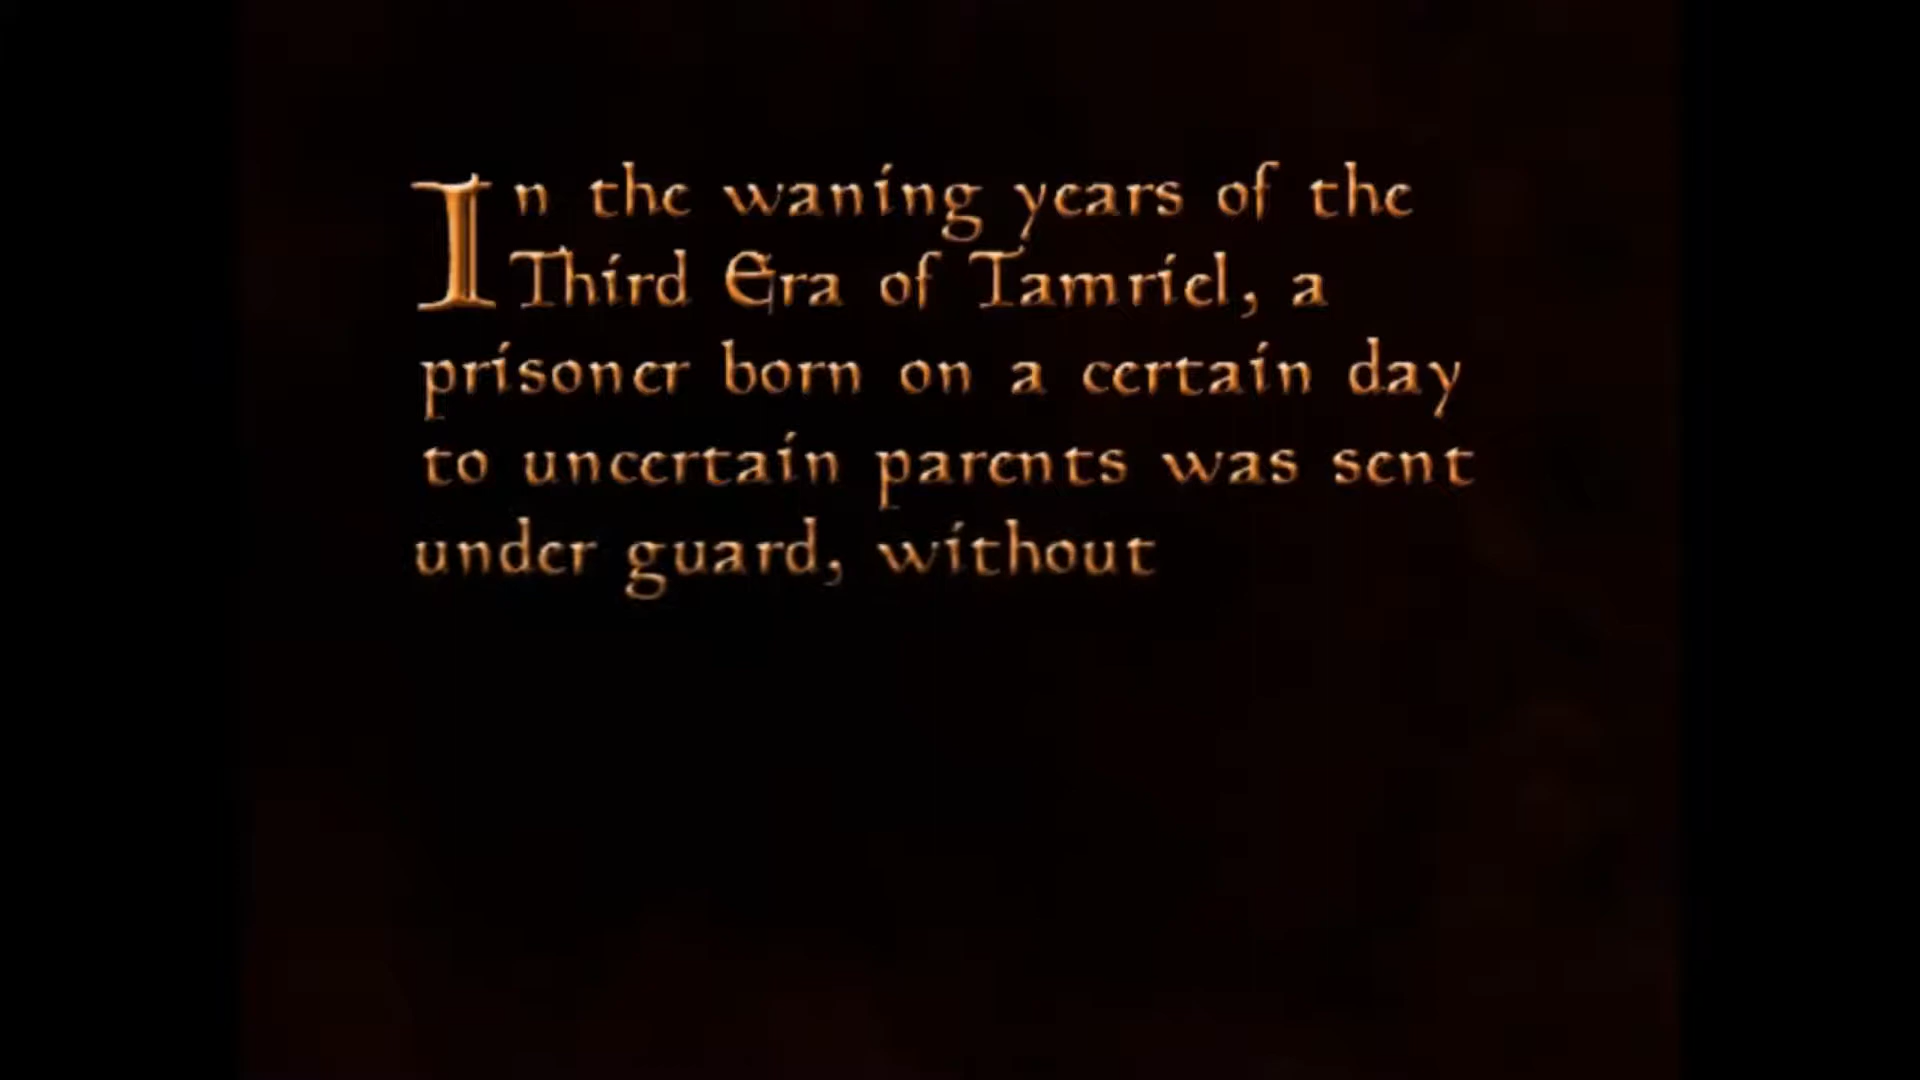 In the waning years of the
Third Era of Tamriel, a
prisoner born on a certain day
to uncertain parents was sent
under guard, without